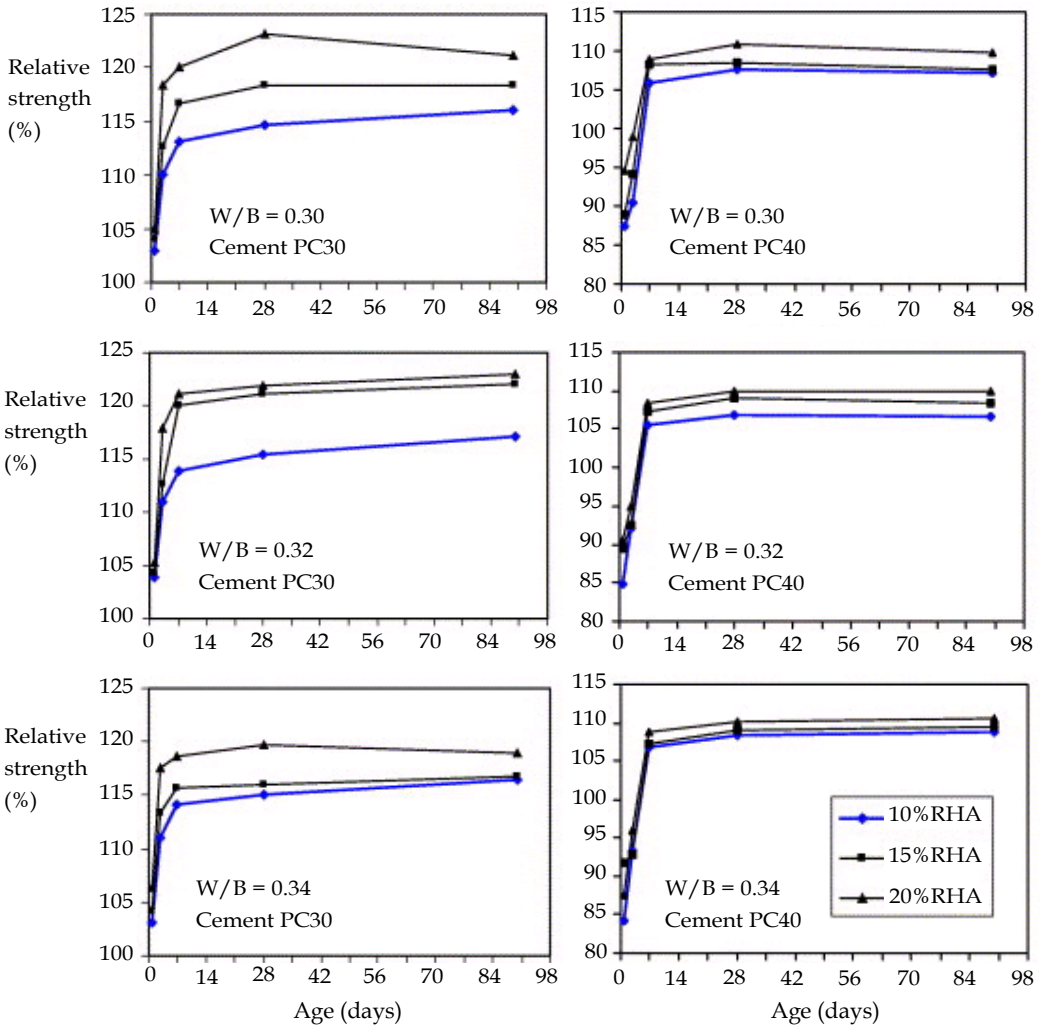 125
120
115
110
105
100
Relative
strength
(%)
W/B = 0.30
Cement PC30
0 14 28 42 56 70 84 98
115
110
105
100
95
90
85
80
W/B = 0.30
Cement PC40
0 14 28 42 56 70 84 98
125
120
115
110
105
100
Relative
strength
(%)
W/B = 0.32
Cement PC30
0 14 28 42 56 70 84 98
115
110
105
100
95
90
85
80
W/B = 0.32
Cement PC40
0 14 28 42 56 70 84 98
125
120
115
110
105
100
Relative
strength
(%)
W/B = 0.34
Cement PC30
0 14 28 42 56 70 84 98
Age (days)
115
110
105
100
95
90
85
80
W/B = 0.34
Cement PC40
10%RHA
15%RHA
20%RHA
0 14 28 42 56 70 84 98
Age (days)